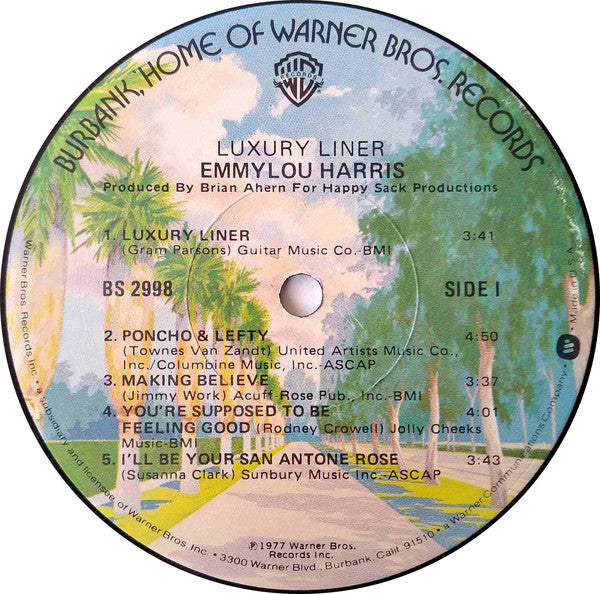 BURBANK, HOME OF WARNER BROS. RECORDS
WB
RECORDS
LUXURY LINER
EMMYLOU HARRIS
Produced By Brian Ahern For Happy Sack Productions
1. LUXURY LINER 3:41
(Gram Parsons) Guitar Music Co.-BMI
BS 2998 SIDE I
2. PONCHO & LEFTY 4:50
(Townes Van Zandt) United Artists Music Co.,
Inc./Columbine Music, Inc.-ASCAP
3. MAKING BELIEVE 3:37
(Jimmy Work) Acuff-Rose Pub., Inc.-BMI
4. YOU'RE SUPPOSED TO BE 4:01
FEELING GOOD (Rodney Crowell) Jolly Cheeks
Music-BMI
5. I'LL BE YOUR SAN ANTONE ROSE 3:43
(Susanna Clark) Sunbury Music Inc.-ASCAP
℗ 1977 Warner Bros.
Records Inc.
Warner Bros. Records Inc. • a subsidiary and licensee of Warner Bros. Inc. • 3300 Warner Blvd., Burbank, Calif. 91510 • a Warner Communications Company • Made in U.S.A.